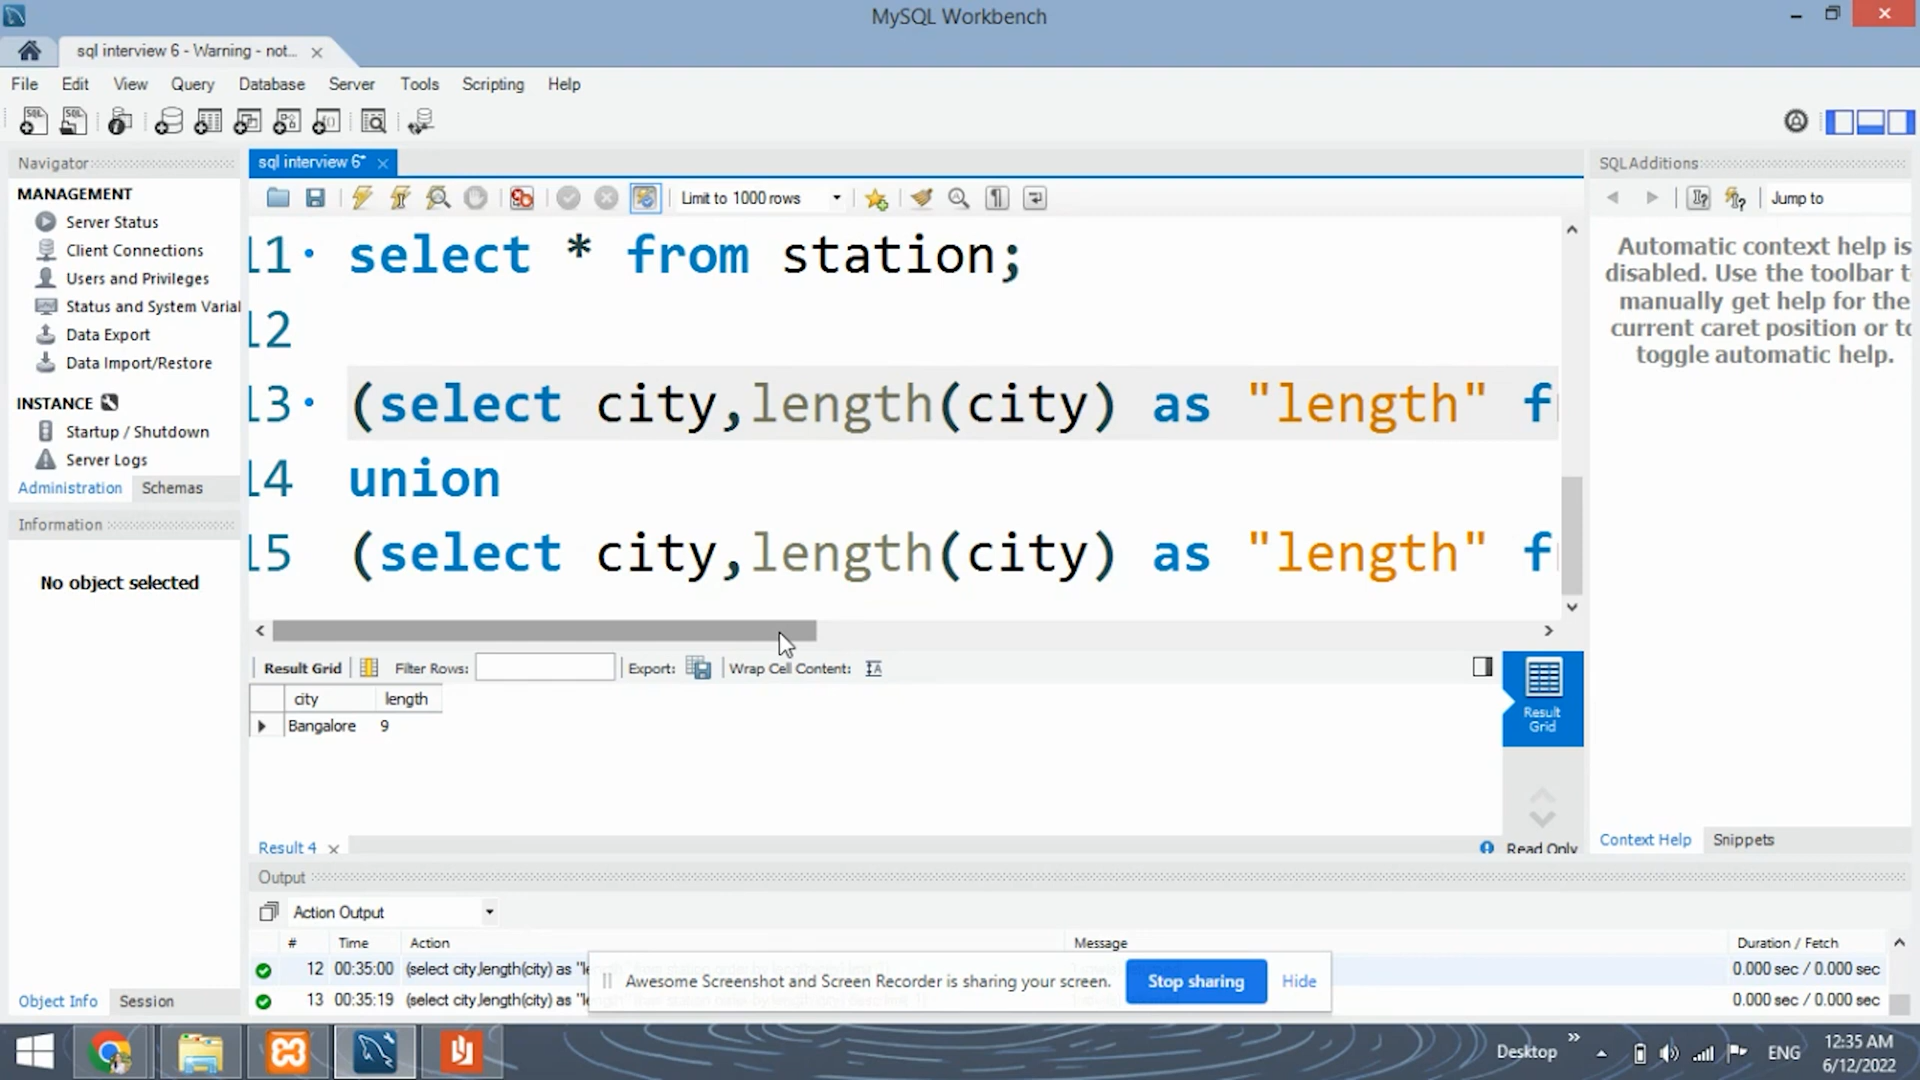 MySQL Workbench
sql interview 6 - Warning - not...
File Edit View Query Database Server Tools Scripting Help
Navigator
MANAGEMENT
Server Status
Client Connections
Users and Privileges
Status and System Varial
Data Export
Data Import/Restore
INSTANCE
Startup / Shutdown
Server Logs
Administration Schemas
Information
No object selected
Object Info Session
sql interview 6*
Limit to 1000 rows
11 select * from station;
12
13 (select city,length(city) as "length" fr
14 union
15 (select city,length(city) as "length" fr
Result Grid Filter Rows: Export: Wrap Cell Content:
city length
Bangalore 9
Result Grid
Result 4
Read Only
SQL Additions
Jump to
Automatic context help is
disabled. Use the toolbar t
manually get help for the
current caret position or to
toggle automatic help.
Context Help Snippets
Output
Action Output
# Time Action Message Duration / Fetch
12 00:35:00 (select city,length(city) as "le 0.000 sec / 0.000 sec
13 00:35:19 (select city,length(city) as "le 0.000 sec / 0.000 sec
Awesome Screenshot and Screen Recorder is sharing your screen. Stop sharing Hide
Desktop ENG 12:35 AM
6/12/2022